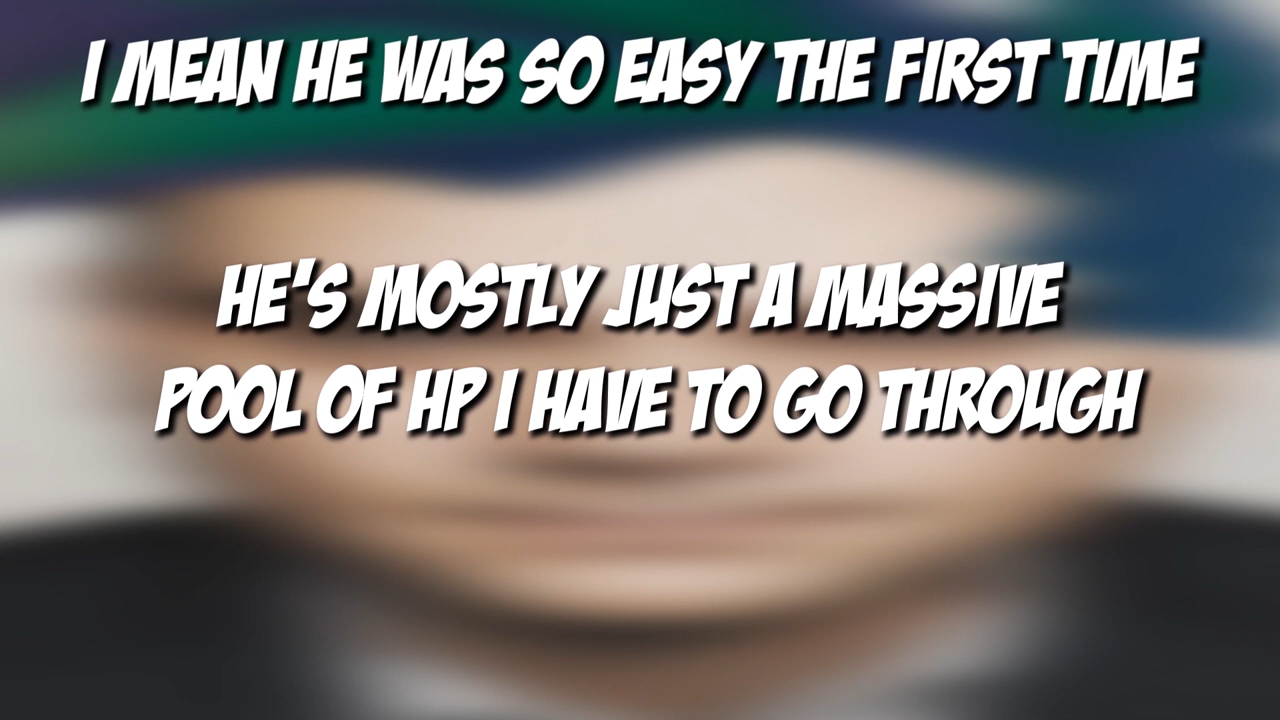 I MEAN HE WAS SO EASY THE FIRST TIME
HE'S MOSTLY JUST A MASSIVE
POOL OF HP I HAVE TO GO THROUGH